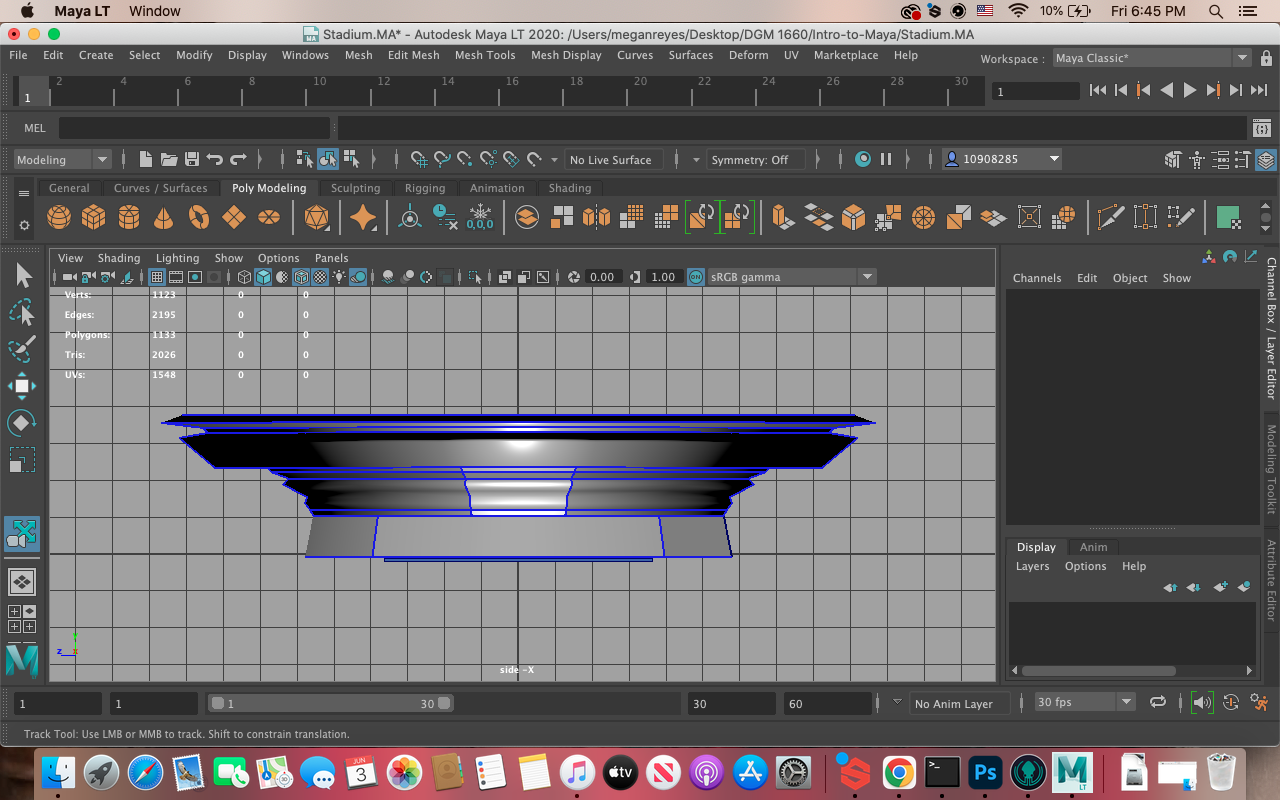 Maya LT Window 10% Fri 6:45 PM
Stadium.MA* - Autodesk Maya LT 2020: /Users/meganreyes/Desktop/DGM 1660/Intro-to-Maya/Stadium.MA
File Edit Create Select Modify Display Windows Mesh Edit Mesh Mesh Tools Mesh Display Curves Surfaces Deform UV Marketplace Help Workspace : Maya Classic*
1 2 4 6 8 10 12 14 16 18 20 22 24 26 28 30 1
MEL
Modeling No Live Surface Symmetry: Off 10908285
General Curves / Surfaces Poly Modeling Sculpting Rigging Animation Shading
0,0,0
View Shading Lighting Show Options Panels
0.00 1.00 ON sRGB gamma
Channels Edit Object Show
Verts: 1123 0 0
Edges: 2195 0 0
Polygons: 1133 0 0
Tris: 2026 0 0
UVs: 1548 0 0
Channel Box / Layer Editor
Modeling Toolkit
Attribute Editor
Display Anim
Layers Options Help
z x
side -X
1 1 1 30 30 60 No Anim Layer 30 fps
Track Tool: Use LMB or MMB to track. Shift to constrain translation.
JUN
3
tv
Ps
M
LT